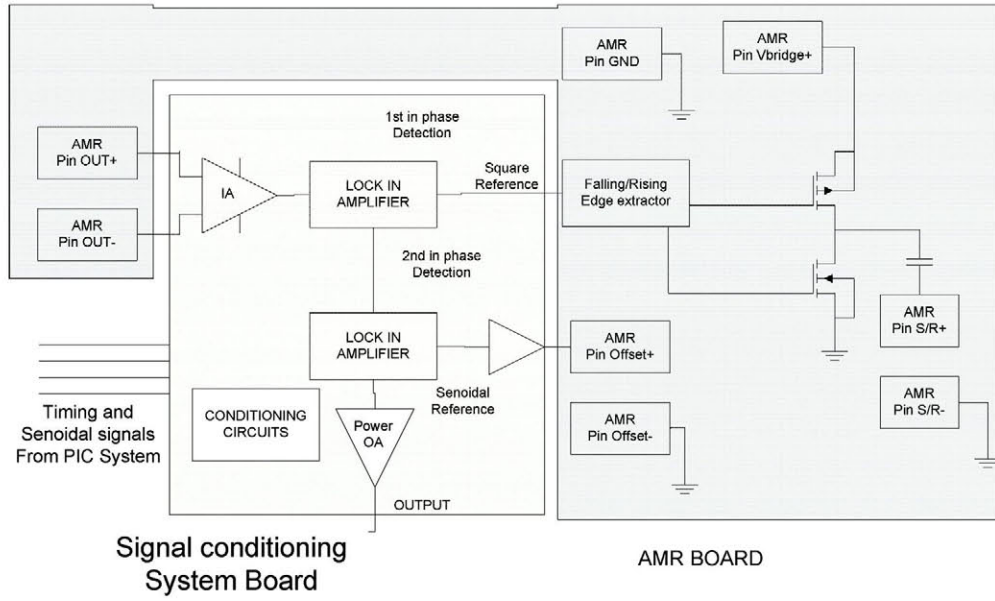 AMR
Pin GND
AMR
Pin Vbridge+
1st in phase
Detection
AMR
Pin OUT+
IA
LOCK IN
AMPLIFIER
Square
Reference
Falling/Rising
Edge extractor
AMR
Pin OUT-
2nd in phase
Detection
LOCK IN
AMPLIFIER
AMR
Pin Offset+
AMR
Pin S/R+
Senoidal
Reference
Timing and
Senoidal signals
From PIC System
CONDITIONING
CIRCUITS
Power
OA
AMR
Pin Offset-
AMR
Pin S/R-
OUTPUT
Signal conditioning
System Board
AMR BOARD